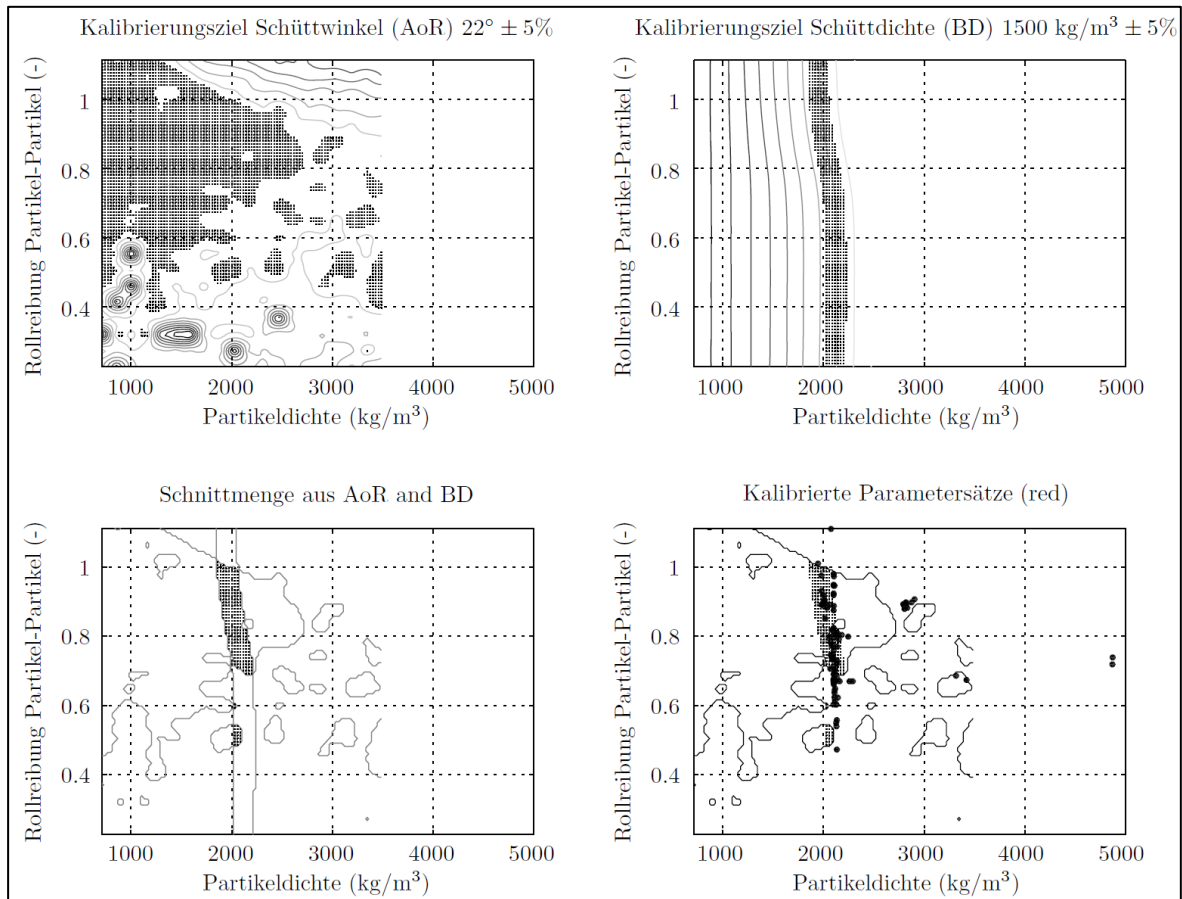 Kalibrierungsziel Schüttwinkel (AoR) 22° ± 5%
Rollreibung Partikel-Partikel (-)
1
0.8
0.6
0.4
1000 2000 3000 4000 5000
Partikeldichte (kg/m³)
Kalibrierungsziel Schüttdichte (BD) 1500 kg/m³ ± 5%
Rollreibung Partikel-Partikel (-)
1
0.8
0.6
0.4
1000 2000 3000 4000 5000
Partikeldichte (kg/m³)
Schnittmenge aus AoR and BD
Rollreibung Partikel-Partikel (-)
1
0.8
0.6
0.4
1000 2000 3000 4000 5000
Partikeldichte (kg/m³)
Kalibrierte Parametersätze (red)
Rollreibung Partikel-Partikel (-)
1
0.8
0.6
0.4
1000 2000 3000 4000 5000
Partikeldichte (kg/m³)